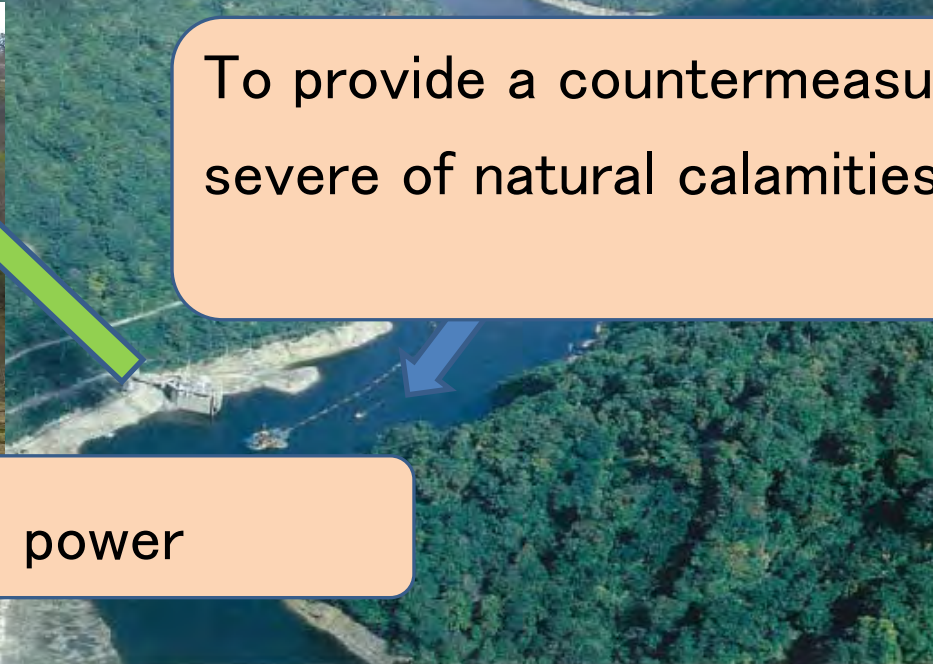 To provide a countermeasu
severe of natural calamities
power